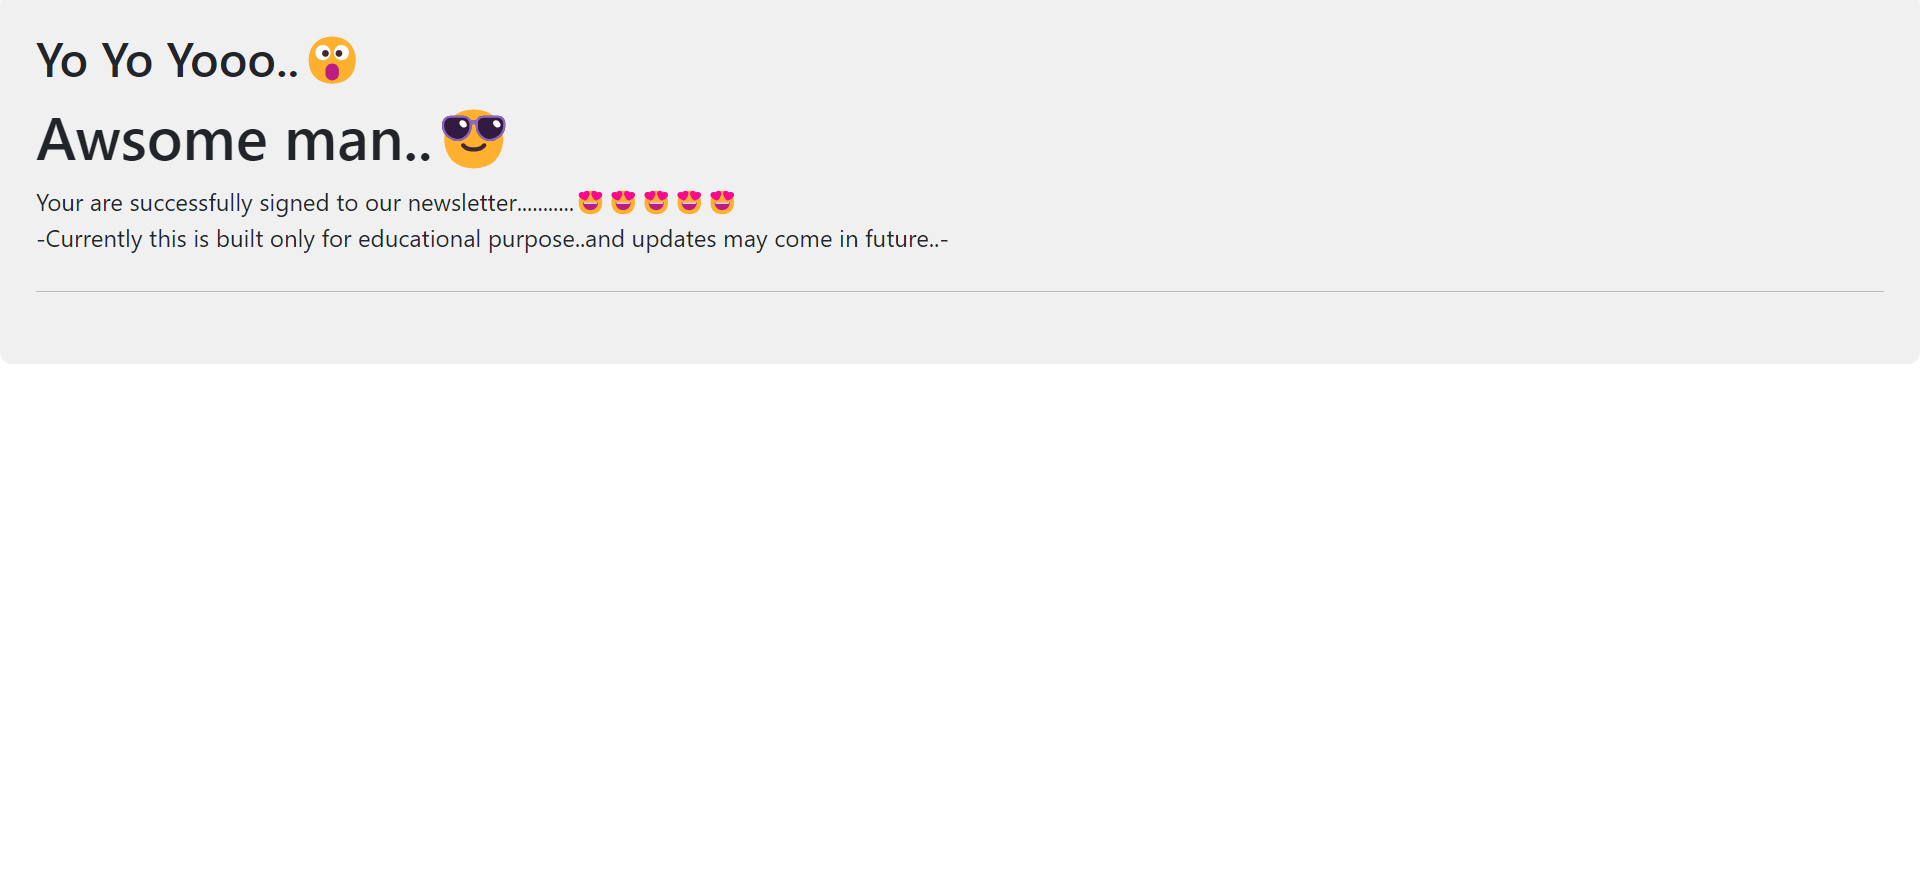 Yo Yo Yooo..😲
Awsome man..😎
Your are successfully signed to our newsletter...........😍😍😍😍😍
-Currently this is built only for educational purpose..and updates may come in future..-